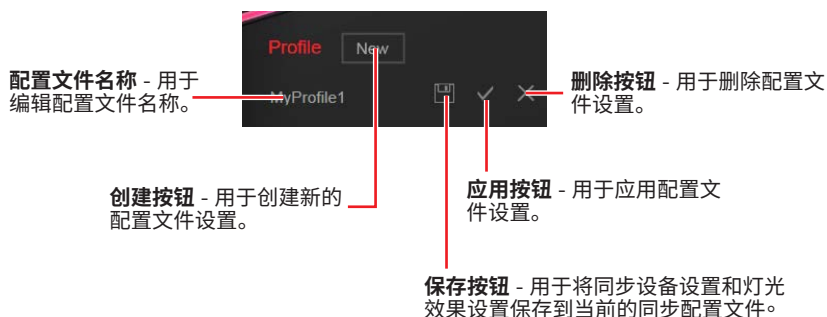 Profile New
MyProfile1
配置文件名称 - 用于
编辑配置文件名称。
删除按钮 - 用于删除配置文
件设置。
创建按钮 - 用于创建新的
配置文件设置。
应用按钮 - 用于应用配置文
件设置。
保存按钮 - 用于将同步设备设置和灯光
效果设置保存到当前的同步配置文件。